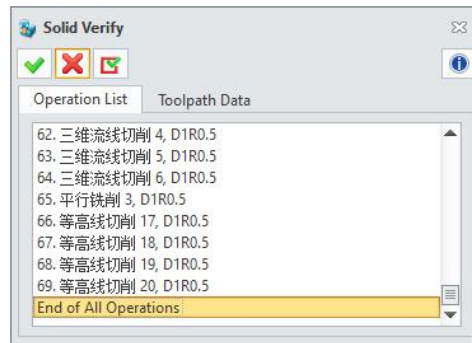 Solid Verify
Operation List
Toolpath Data
62. 三维流线切削 4, D1R0.5
63. 三维流线切削 5, D1R0.5
64. 三维流线切削 6, D1R0.5
65. 平行铣削 3, D1R0.5
66. 等高线切削 17, D1R0.5
67. 等高线切削 18, D1R0.5
68. 等高线切削 19, D1R0.5
69. 等高线切削 20, D1R0.5
End of All Operations